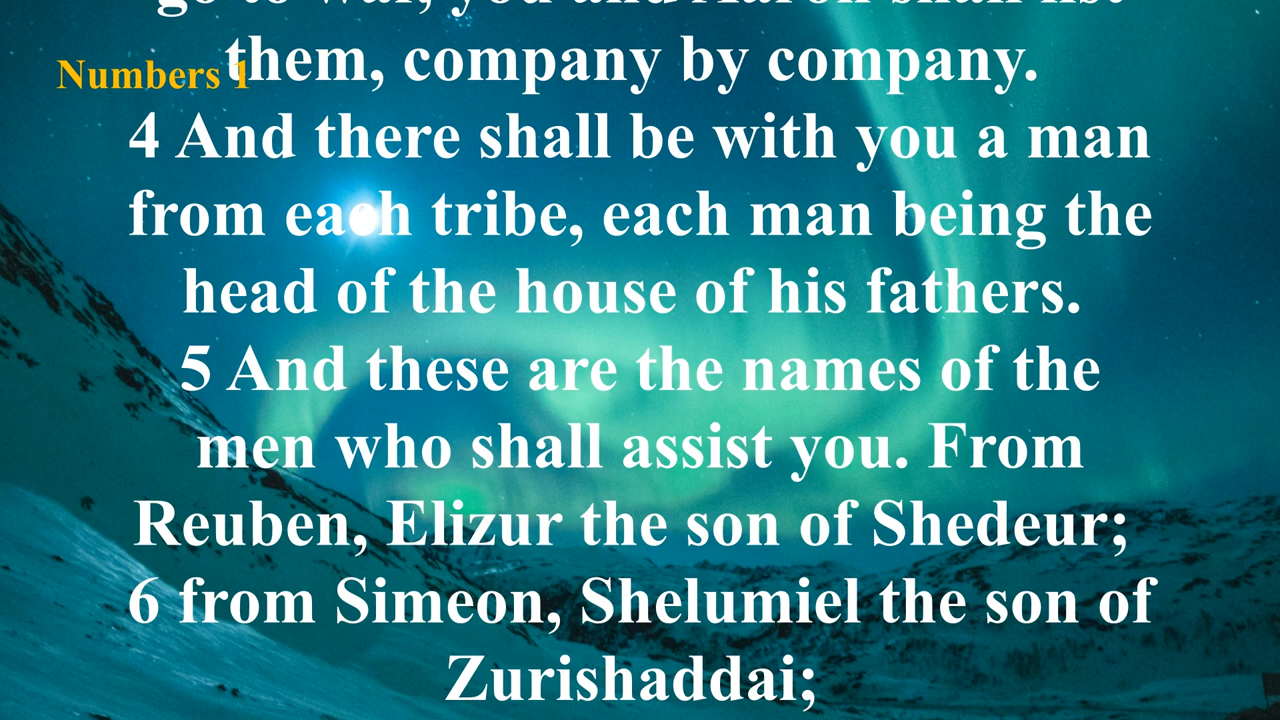 go to war, you and Aaron shall list
them, company by company.
Numbers 1
4 And there shall be with you a man
from each tribe, each man being the
head of the house of his fathers.
5 And these are the names of the
men who shall assist you. From
Reuben, Elizur the son of Shedeur;
6 from Simeon, Shelumiel the son of
Zurishaddai;